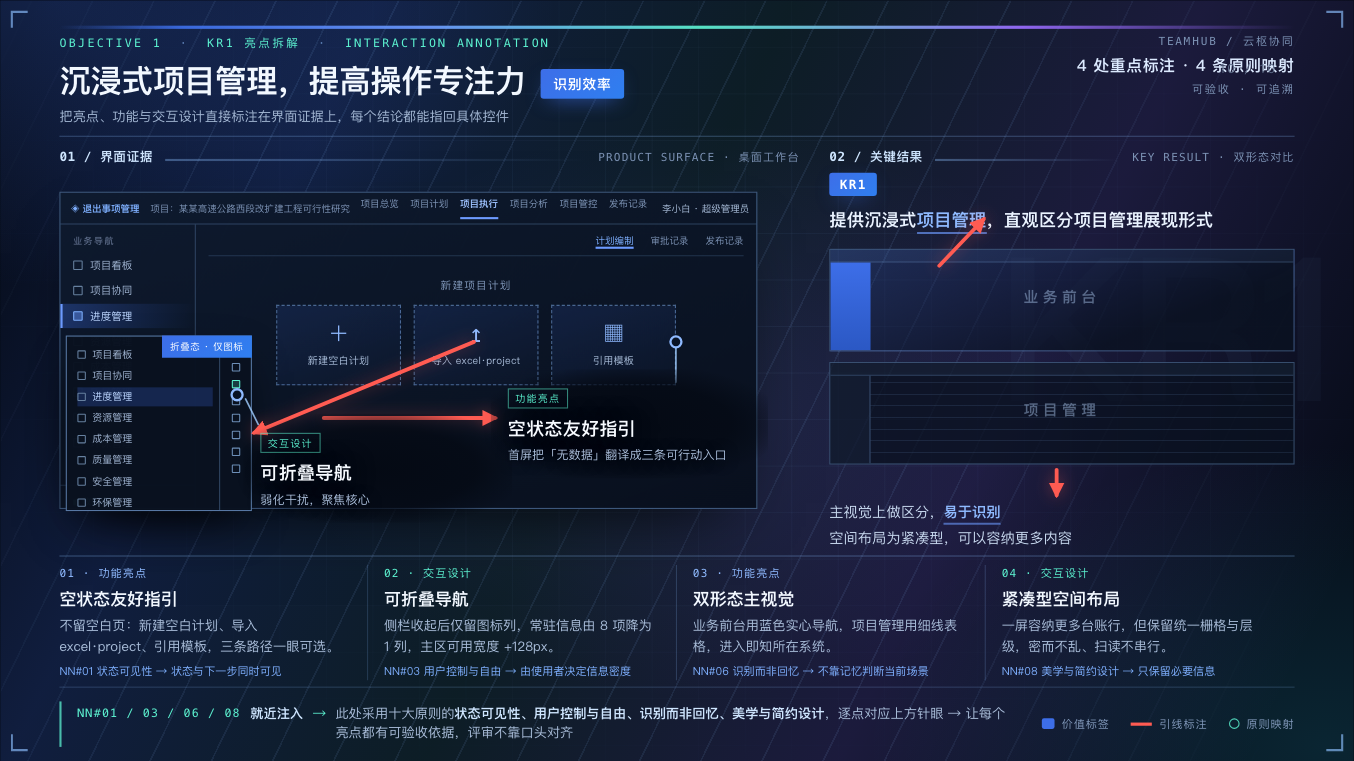 OBJECTIVE 1 · KR1 亮点拆解 · INTERACTION ANNOTATION
沉浸式项目管理，提高操作专注力
识别效率
把亮点、功能与交互设计直接标注在界面证据上，每个结论都能指回具体控件
TEAMHUB / 云枢协同
4 处重点标注 · 4 条原则映射
可验收 · 可追溯
01 / 界面证据
PRODUCT SURFACE · 桌面工作台
◈ 退出事项管理
项目：某某高速公路西段改扩建工程可行性研究
项目总览 项目计划 项目执行 项目分析 项目管控 发布记录
李小白 · 超级管理员
业务导航
项目看板
项目协同
进度管理
计划编制 审批记录 发布记录
新建项目计划
新建空白计划
导入 excel·project
引用模板
折叠态 · 仅图标
项目看板
项目协同
进度管理
资源管理
成本管理
质量管理
安全管理
环保管理
交互设计
可折叠导航
弱化干扰，聚焦核心
功能亮点
空状态友好指引
首屏把「无数据」翻译成三条可行动入口
02 / 关键结果
KEY RESULT · 双形态对比
KR1
提供沉浸式项目管理，直观区分项目管理展现形式
业务前台
项目管理
主视觉上做区分，易于识别
空间布局为紧凑型，可以容纳更多内容
01 · 功能亮点
空状态友好指引
不留空白页：新建空白计划、导入
excel·project、引用模板，三条路径一眼可选。
NN#01 状态可见性 → 状态与下一步同时可见
02 · 交互设计
可折叠导航
侧栏收起后仅留图标列，常驻信息由 8 项降为
1 列，主区可用宽度 +128px。
NN#03 用户控制与自由 → 由使用者决定信息密度
03 · 功能亮点
双形态主视觉
业务前台用蓝色实心导航，项目管理用细线表
格，进入即知所在系统。
NN#06 识别而非回忆 → 不靠记忆判断当前场景
04 · 交互设计
紧凑型空间布局
一屏容纳更多台账行，但保留统一栅格与层
级，密而不乱、扫读不串行。
NN#08 美学与简约设计 → 只保留必要信息
NN#01 / 03 / 06 / 08 就近注入 →
此处采用十大原则的状态可见性、用户控制与自由、识别而非回忆、美学与简约设计，逐点对应上方针眼 → 让每个
亮点都有可验收依据，评审不靠口头对齐
价值标签
引线标注
原则映射